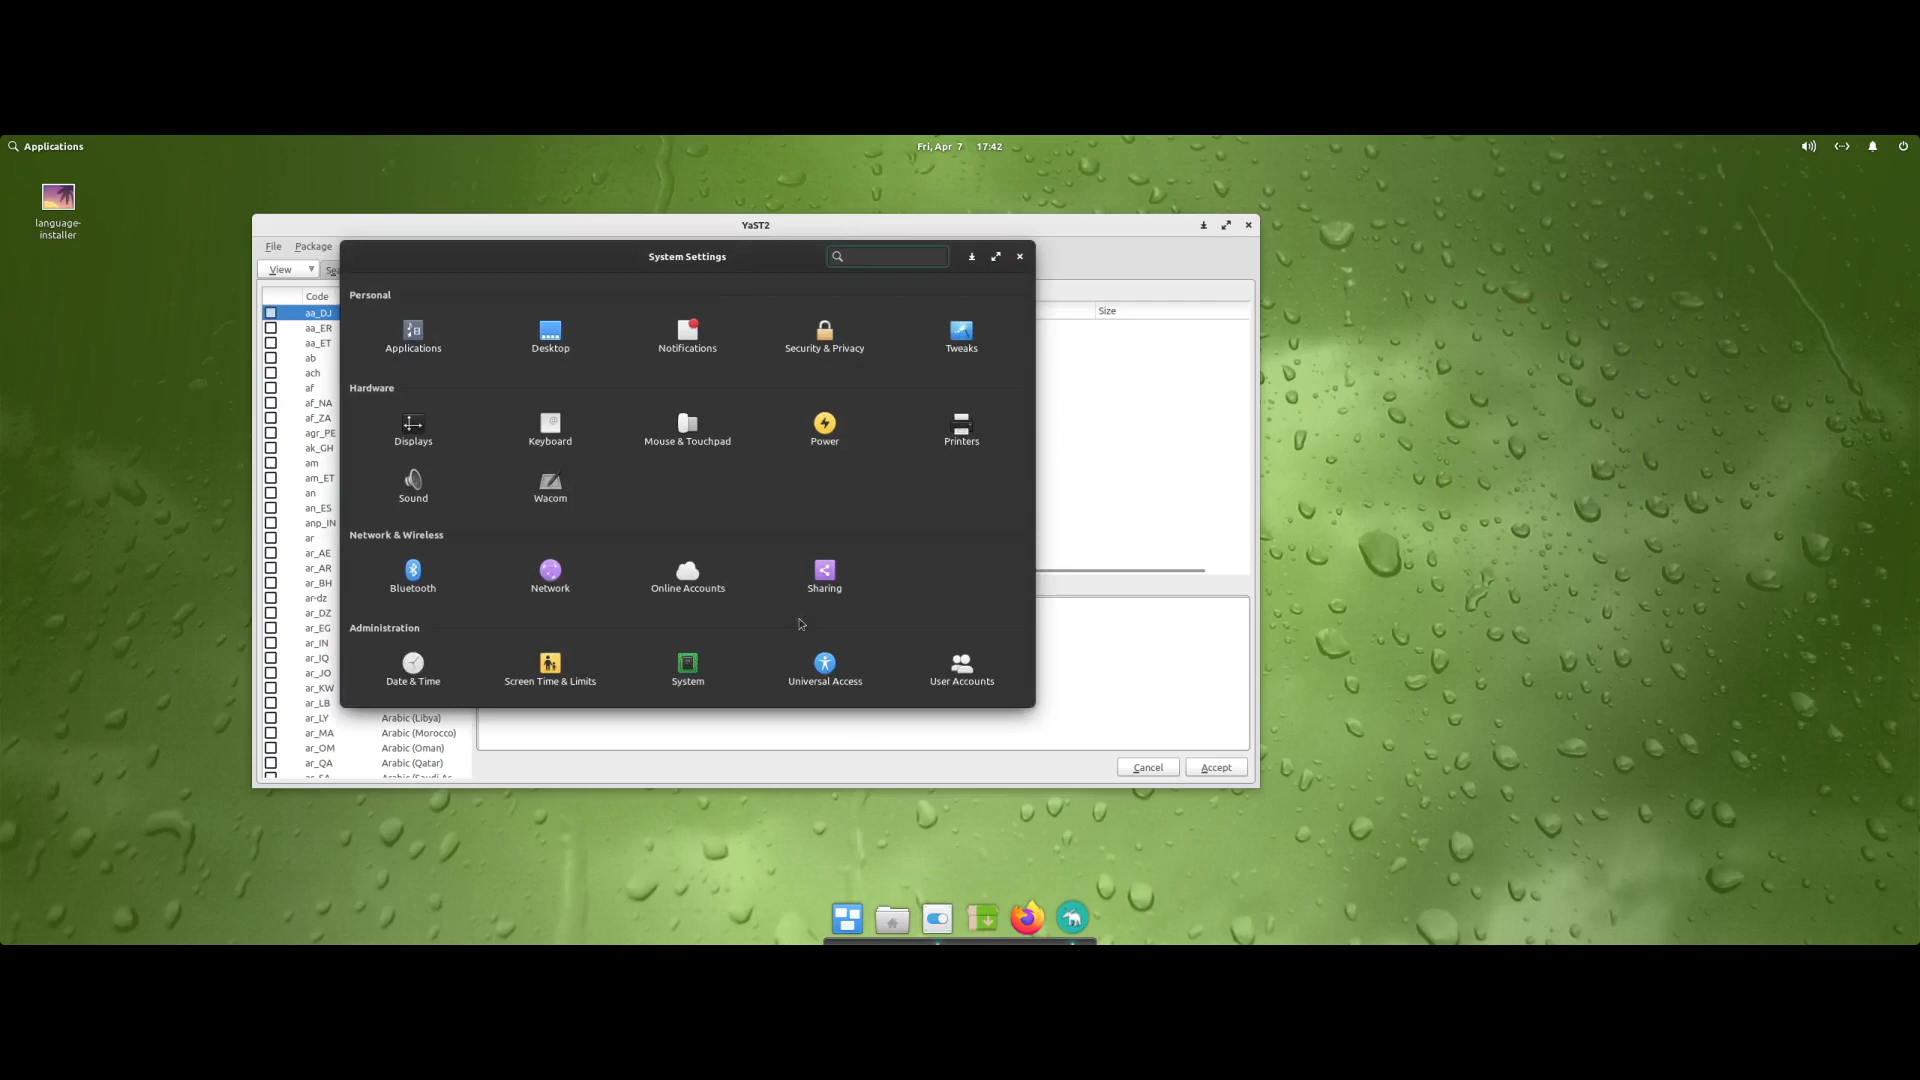 Applications
Fri, Apr 7 17:42
language-
installer
YaST2
File Package
View
Code
Size
aa_DJ
aa_ER
aa_ET
ab
ach
af
af_NA
af_ZA
agr_PE
ak_GH
am
am_ET
an
an_ES
anp_IN
ar
ar_AE
ar_AR
ar_BH
ar-dz
ar_DZ
ar_EG
ar_IN
ar_IQ
ar_JO
ar_KW
ar_LB
ar_LY Arabic (Libya)
ar_MA Arabic (Morocco)
ar_OM Arabic (Oman)
ar_QA Arabic (Qatar)
Cancel Accept
System Settings
Personal
Applications Desktop Notifications Security & Privacy Tweaks
Hardware
Displays Keyboard Mouse & Touchpad Power Printers
Sound Wacom
Network & Wireless
Bluetooth Network Online Accounts Sharing
Administration
Date & Time Screen Time & Limits System Universal Access User Accounts